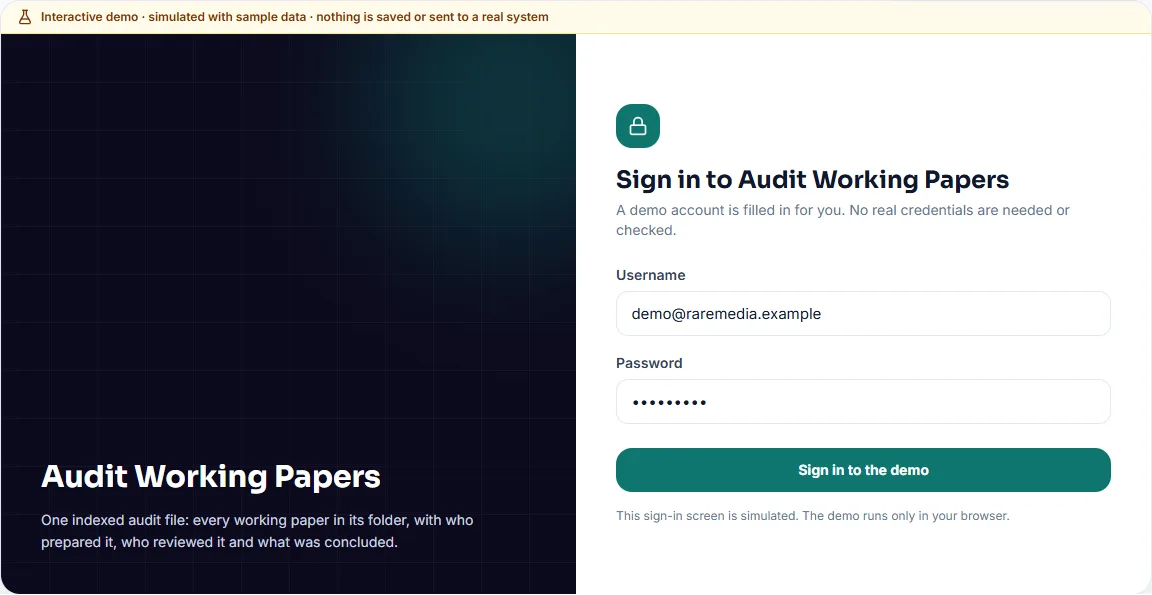 Interactive demo · simulated with sample data · nothing is saved or sent to a real system
Audit Working Papers
One indexed audit file: every working paper in its folder, with who
prepared it, who reviewed it and what was concluded.
Sign in to Audit Working Papers
A demo account is filled in for you. No real credentials are needed or
checked.
Username
demo@raremedia.example
Password
•••••••••
Sign in to the demo
This sign-in screen is simulated. The demo runs only in your browser.